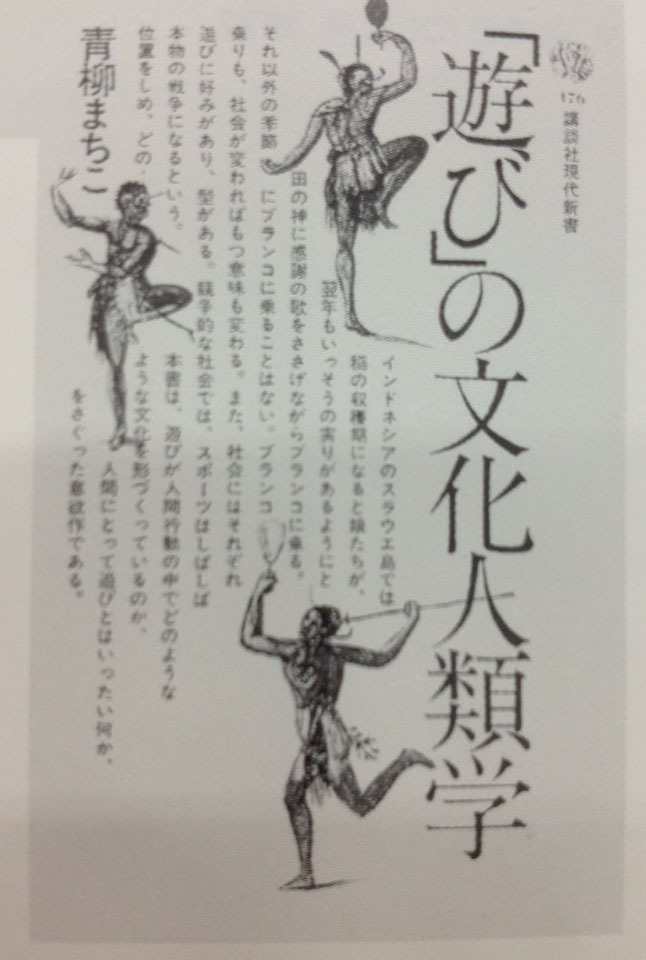 476
講談社現代新書
「遊び」の文化人類学
インドネシアのスラウエ島では
稲の収穫期になると娘たちが、
翌年もいっそうの実りがあるようにと
田の神に感謝の歌をささげながらブランコに乗る。
それ以外の季節にブランコに乗ることはない。ブランコ
乗りも、社会が変わればもつ意味も変わる。また、社会にはそれぞれ
遊びに好みがあり、型がある。競争的な社会では、スポーツはしばしば
本物の戦争になるという。本書は、遊びが人間行動の中でどのような
位置をしめ、どのような文化を形づくっているのか、
人間にとって遊びとはいったい何か、
をさぐった意欲作である。
青柳まちこ